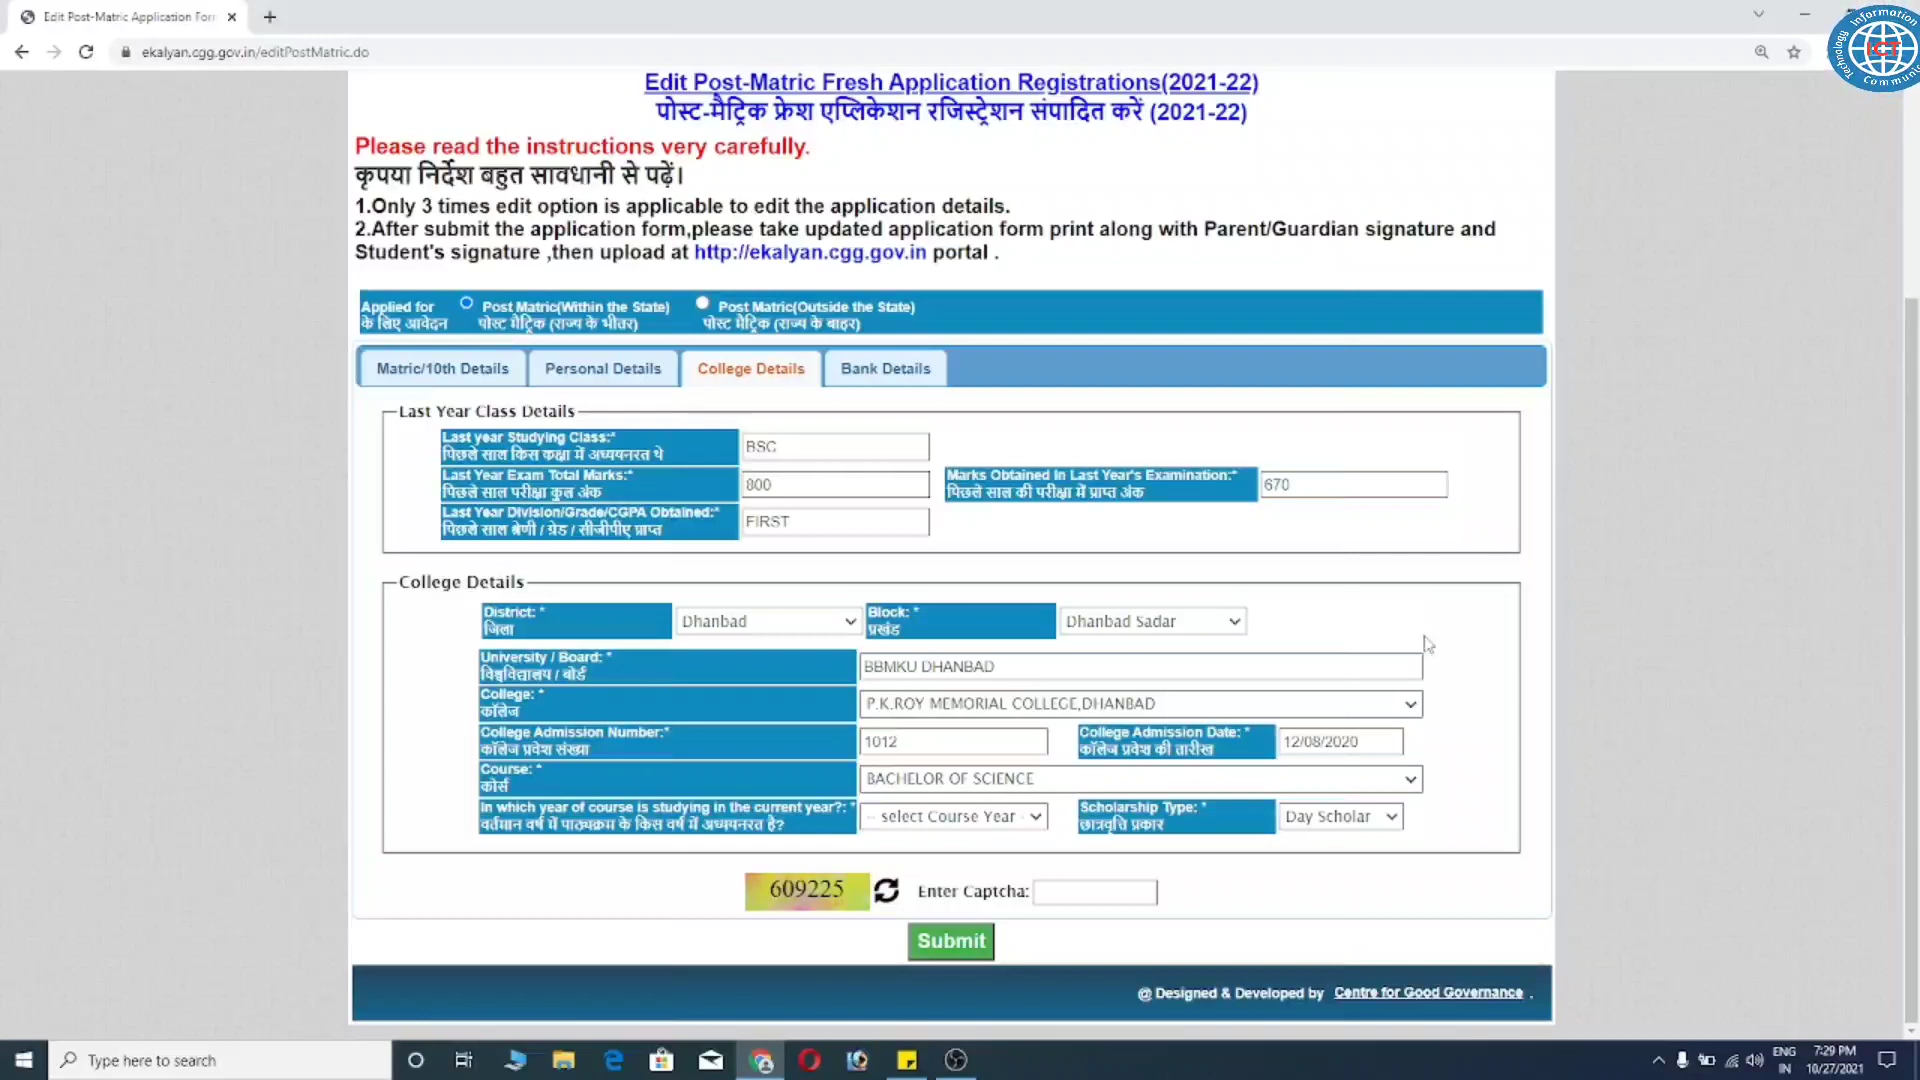 Edit Post-Matric Application For
ekalyan.cgg.gov.in/editPostMatric.do
Information
ICT
Technology
Edit Post-Matric Fresh Application Registrations(2021-22)
पोस्ट-मैट्रिक फ्रेश एप्लिकेशन रजिस्ट्रेशन संपादित करें (2021-22)
Please read the instructions very carefully.
कृपया निर्देश बहुत सावधानी से पढ़ें।
1.Only 3 times edit option is applicable to edit the application details.
2.After submit the application form,please take updated application form print along with Parent/Guardian signature and
Student's signature ,then upload at http://ekalyan.cgg.gov.in portal .
Applied for Post Matric(Within the State) Post Matric(Outside the State)
के लिए आवेदन पोस्ट मैट्रिक (राज्य के भीतर) पोस्ट मैट्रिक (राज्य के बाहर)
Matric/10th Details Personal Details College Details Bank Details
Last Year Class Details
Last year Studying Class:* BSC
पिछले साल किस कक्षा में अध्ययनरत थे
Last Year Exam Total Marks:* 800 Marks Obtained In Last Year's Examination:* 670
पिछले साल परीक्षा कुल अंक पिछले साल की परीक्षा में प्राप्त अंक
Last Year Division/Grade/CGPA Obtained:* FIRST
पिछले साल श्रेणी / ग्रेड / सीजीपीए प्राप्त
College Details
District: * Dhanbad Block: * Dhanbad Sadar
जिला प्रखंड
University / Board: * BBMKU DHANBAD
विश्वविद्यालय / बोर्ड
College: * P.K.ROY MEMORIAL COLLEGE,DHANBAD
कॉलेज
College Admission Number:* 1012 College Admission Date: * 12/08/2020
कॉलेज प्रवेश संख्या कॉलेज प्रवेश की तारीख
Course: * BACHELOR OF SCIENCE
कोर्स
In which year of course is studying in the current year?: * -- select Course Year - Scholarship Type: * Day Scholar
वर्तमान वर्ष में पाठ्यक्रम के किस वर्ष में अध्ययनरत है? छात्रवृत्ति प्रकार
609225 Enter Captcha:
Submit
@ Designed & Developed by Centre for Good Governance .
Type here to search
ENG 7:29 PM
IN 10/27/2021